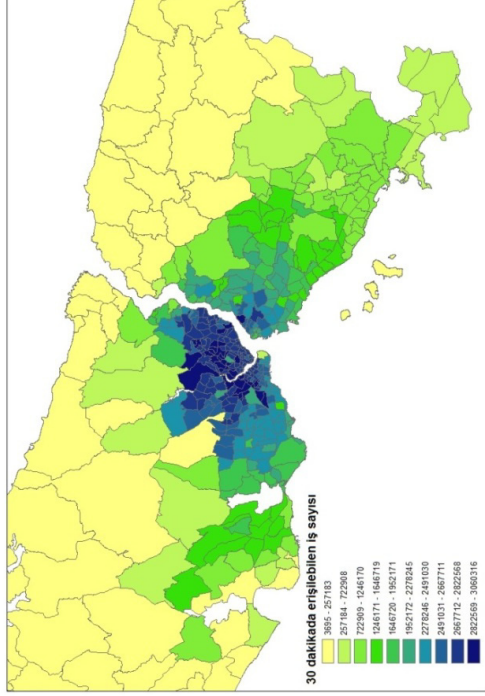 30 dakikada erişilebilen iş sayısı
3695 - 257183
257184 - 722908
722909 - 1246170
1246171 - 1646719
1646720 - 1952171
1952172 - 2278245
2278246 - 2491030
2491031 - 2667711
2667712 - 2822568
2822569 - 3060316